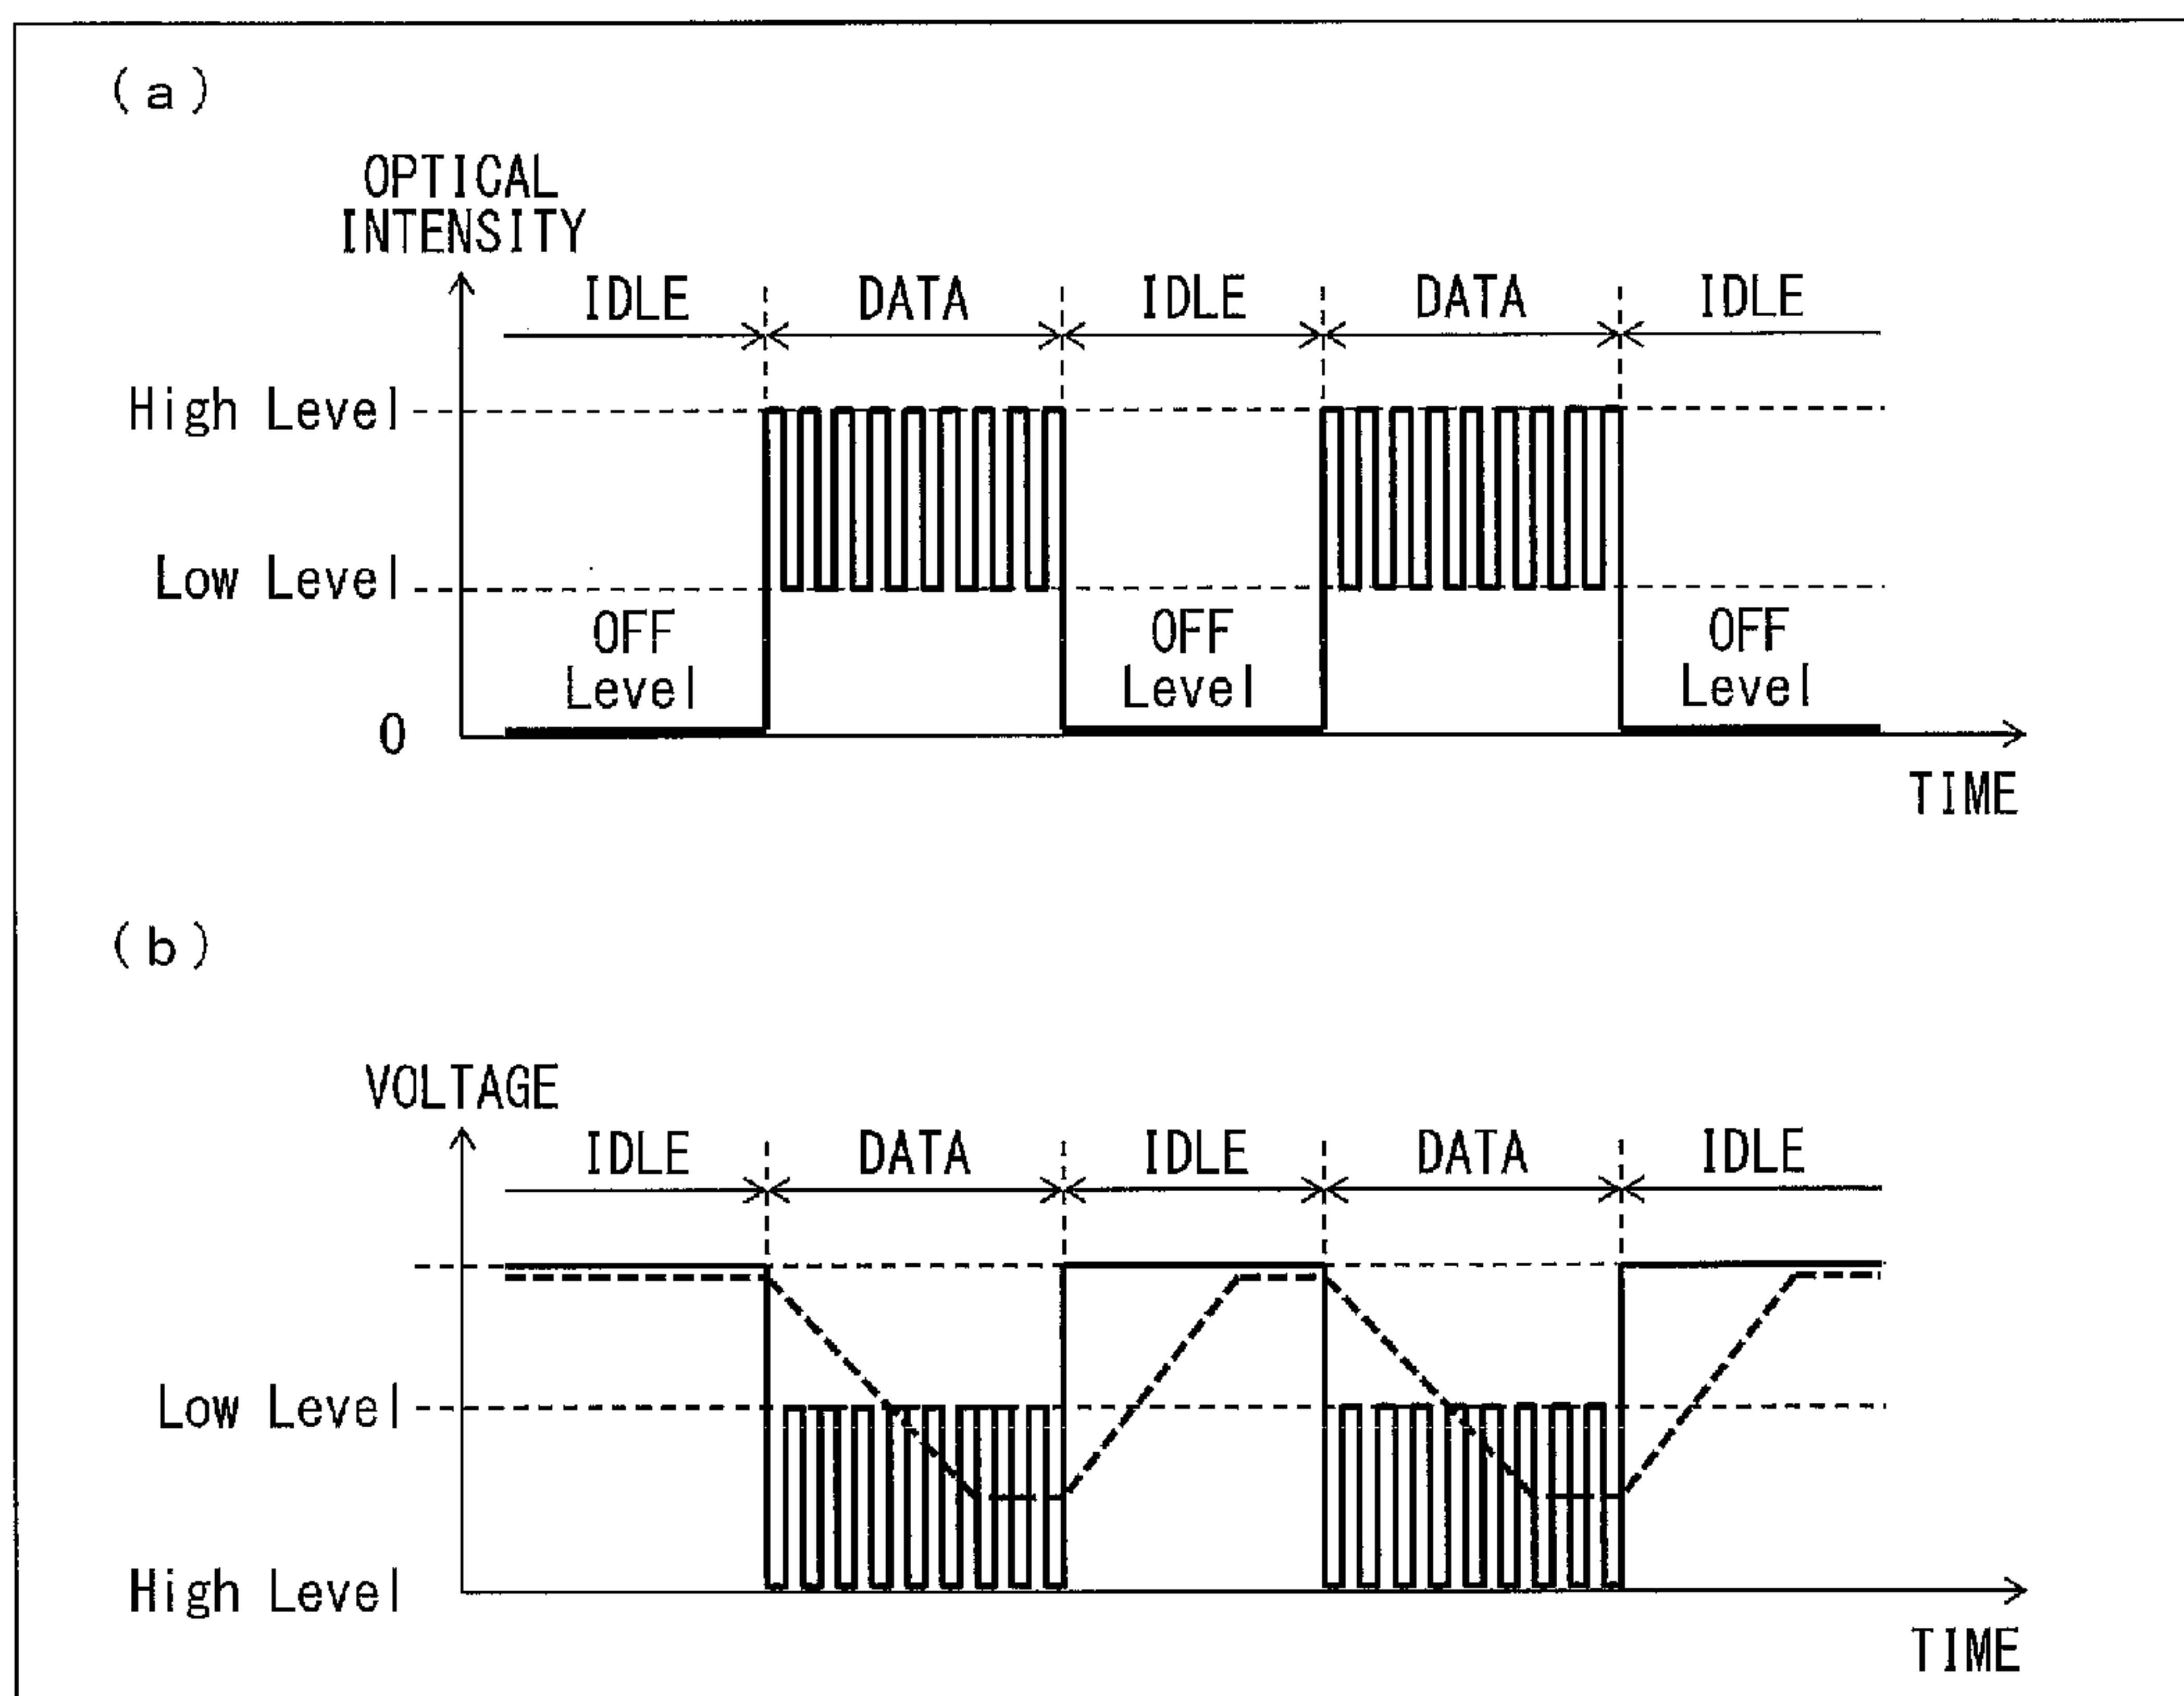 (a)
OPTICAL
INTENSITY
IDLE DATA IDLE DATA IDLE
High Level
Low Level
OFF OFF OFF
Level Level Level
0
TIME
(b)
VOLTAGE
IDLE DATA IDLE DATA IDLE
Low Level
High Level
TIME